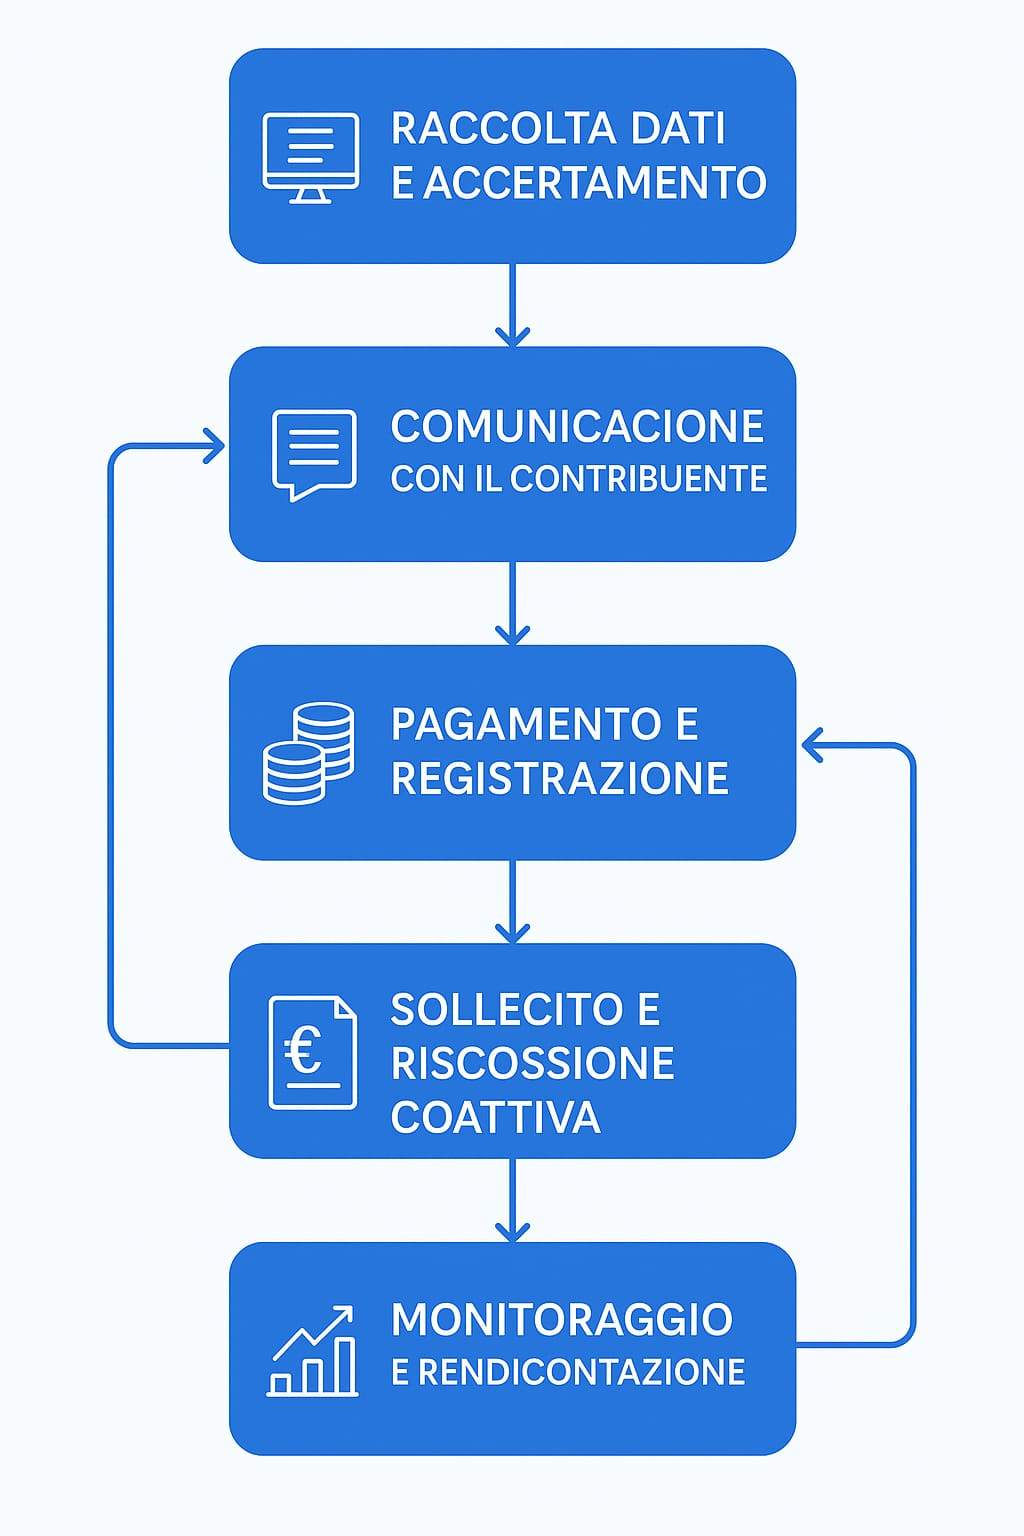 RACCOLTA DATI
E ACCERTAMENTO
COMUNICACIONE
CON IL CONTRIBUENTE
PAGAMENTO E
REGISTRAZIONE
€
SOLLECITO E
RISCOSSIONE
COATTIVA
MONITORAGGIO
E RENDICONTAZIONE